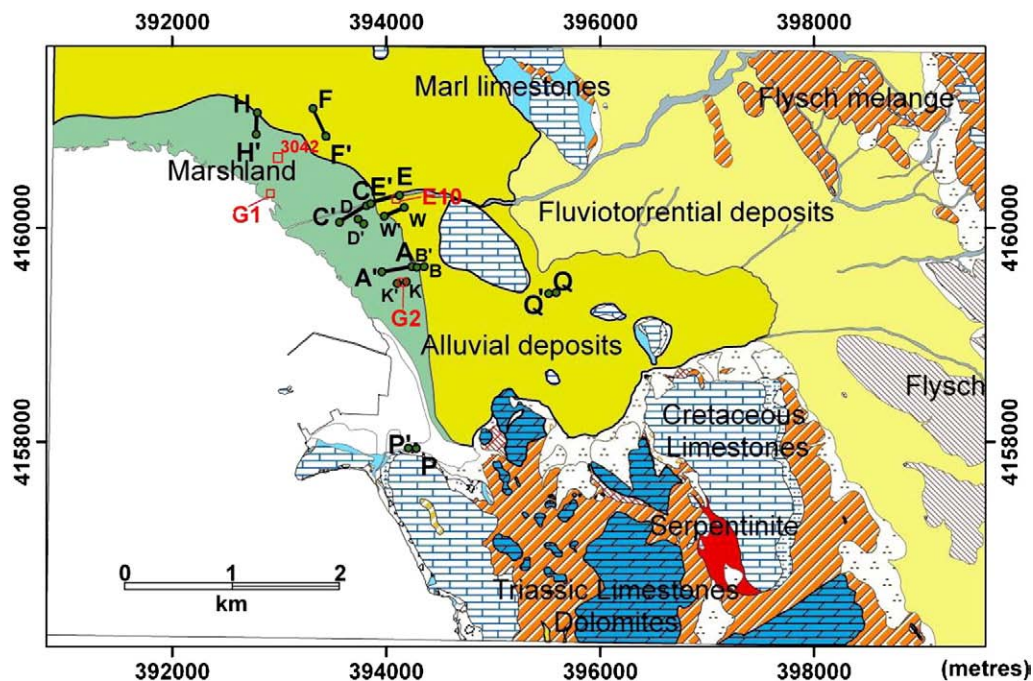 392000 394000 396000 398000
Marl limestones
Flysch melange
H F
3042
H' F'
Marshland
C E' E
D E10
G1
C' W
D' W'
Fluviotorrential deposits
4160000 4160000
A B' B
A'
K' K
Q' Q
G2
Alluvial deposits
Flysch
Cretaceous
Limestones
4158000 4158000
P' P
Serpentinite
0 1 2
km
Triassic Limestones
Dolomites
392000 394000 396000 398000 (metres)